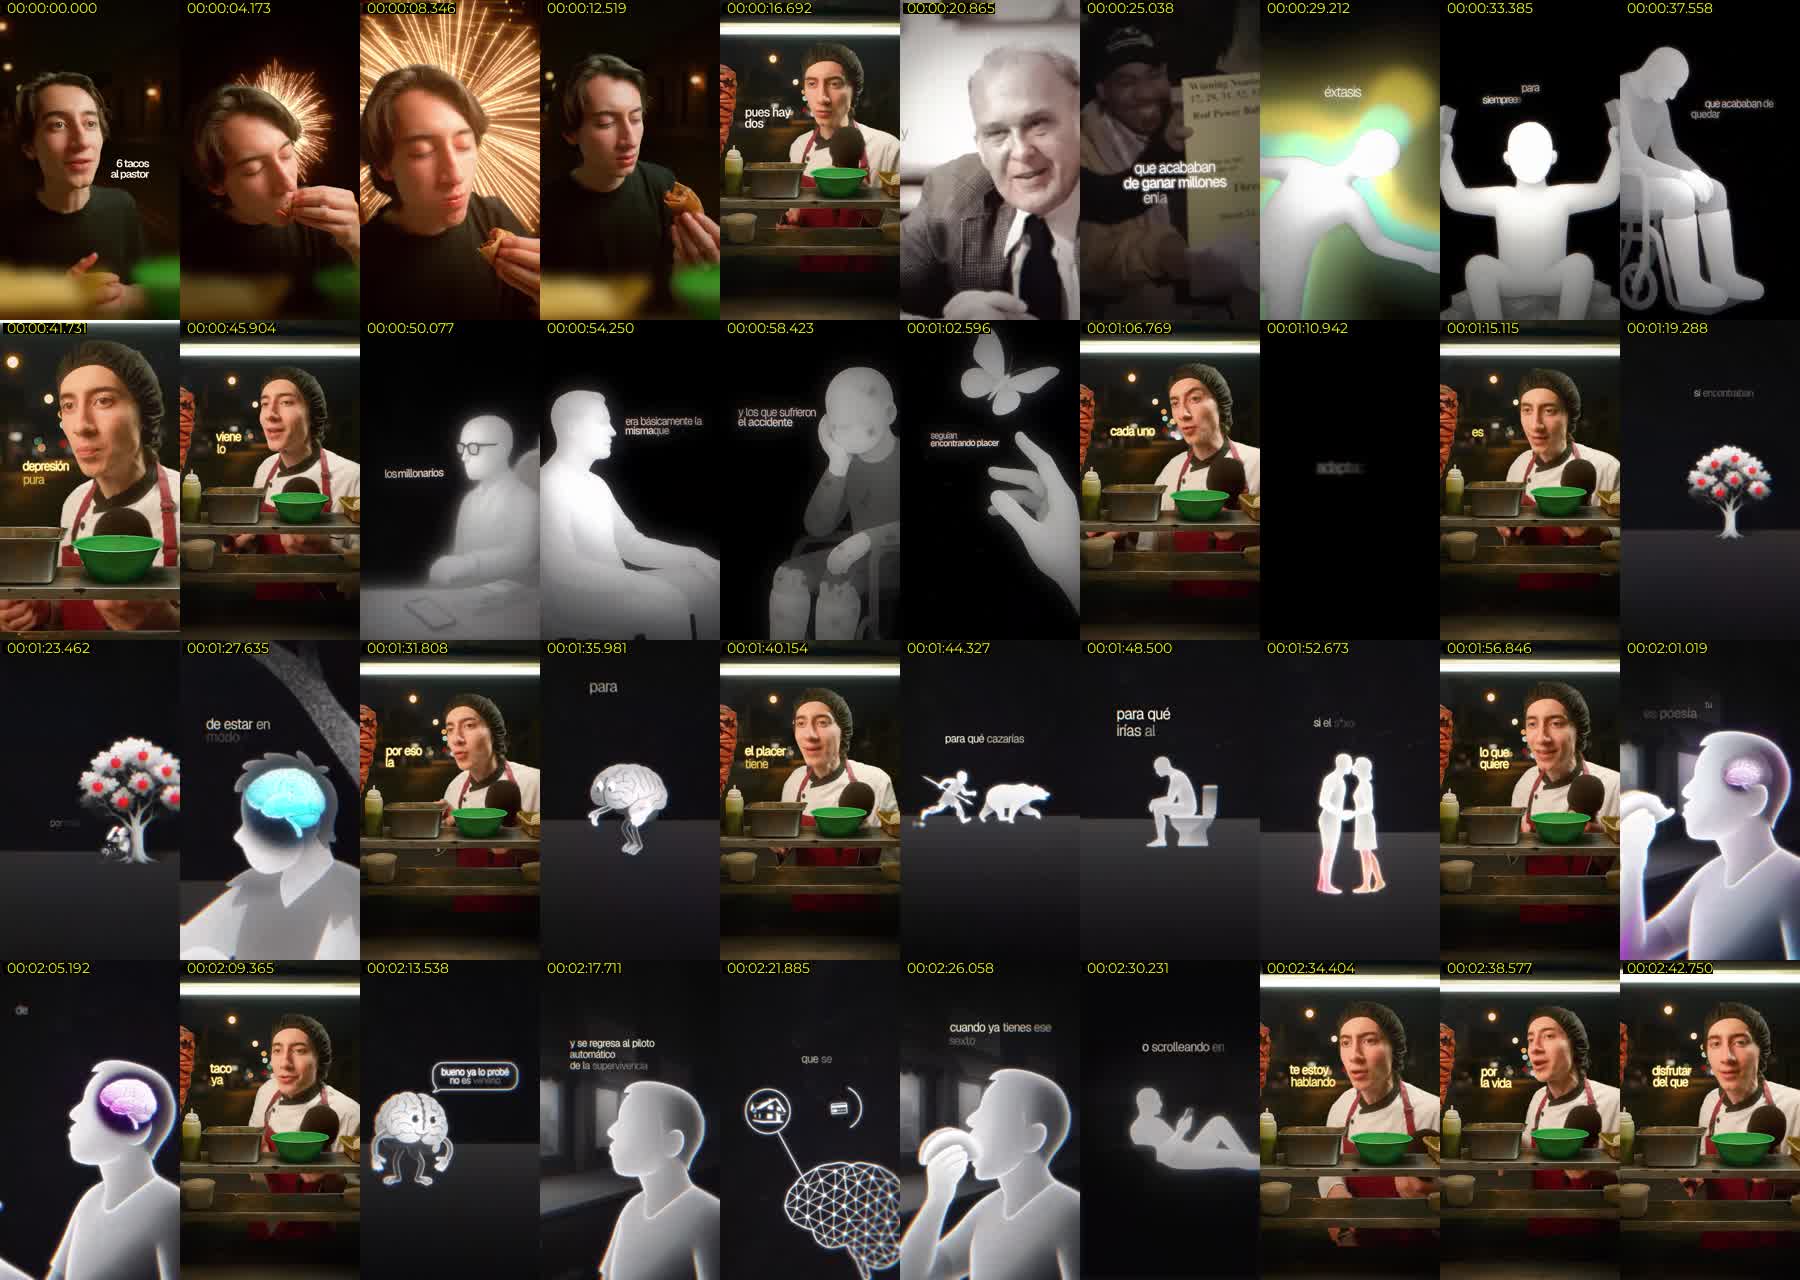 00:00:00.000
6 tacos
al pastor
00:00:04.173
00:00:08.346
00:00:12.519
00:00:16.692
pues hay
dos
00:00:20.865
y
00:00:25.038
que acababan
de ganar millones
en la
00:00:29.212
éxtasis
00:00:33.385
para
siempre
00:00:37.558
que acababan de
quedar
00:00:41.731
depresión
pura
00:00:45.904
viene
lo
00:00:50.077
los millonarios
00:00:54.250
era básicamente la
misma que
00:00:58.423
y los que sufrieron
el accidente
00:01:02.596
seguían
encontrando placer
00:01:06.769
cada uno
00:01:10.942
00:01:15.115
es
00:01:19.288
si encontraban
00:01:23.462
por
00:01:27.635
de estar en
modo
00:01:31.808
por eso
la
00:01:35.981
para
00:01:40.154
el placer
tiene
00:01:44.327
para qué cazarías
00:01:48.500
para qué
irías al
00:01:52.673
si el s*xo
00:01:56.846
lo que
quiere
00:02:01.019
tu
es poesía
00:02:05.192
de
00:02:09.365
taco
ya
00:02:13.538
bueno ya lo probé
no es veneno
00:02:17.711
y se regresa al piloto
automático
de la supervivencia
00:02:21.885
que se
00:02:26.058
cuando ya tienes ese
sexto
00:02:30.231
o scrolleando en
00:02:34.404
te estoy
hablando
00:02:38.577
por
la vida
00:02:42.750
disfrutar
del que